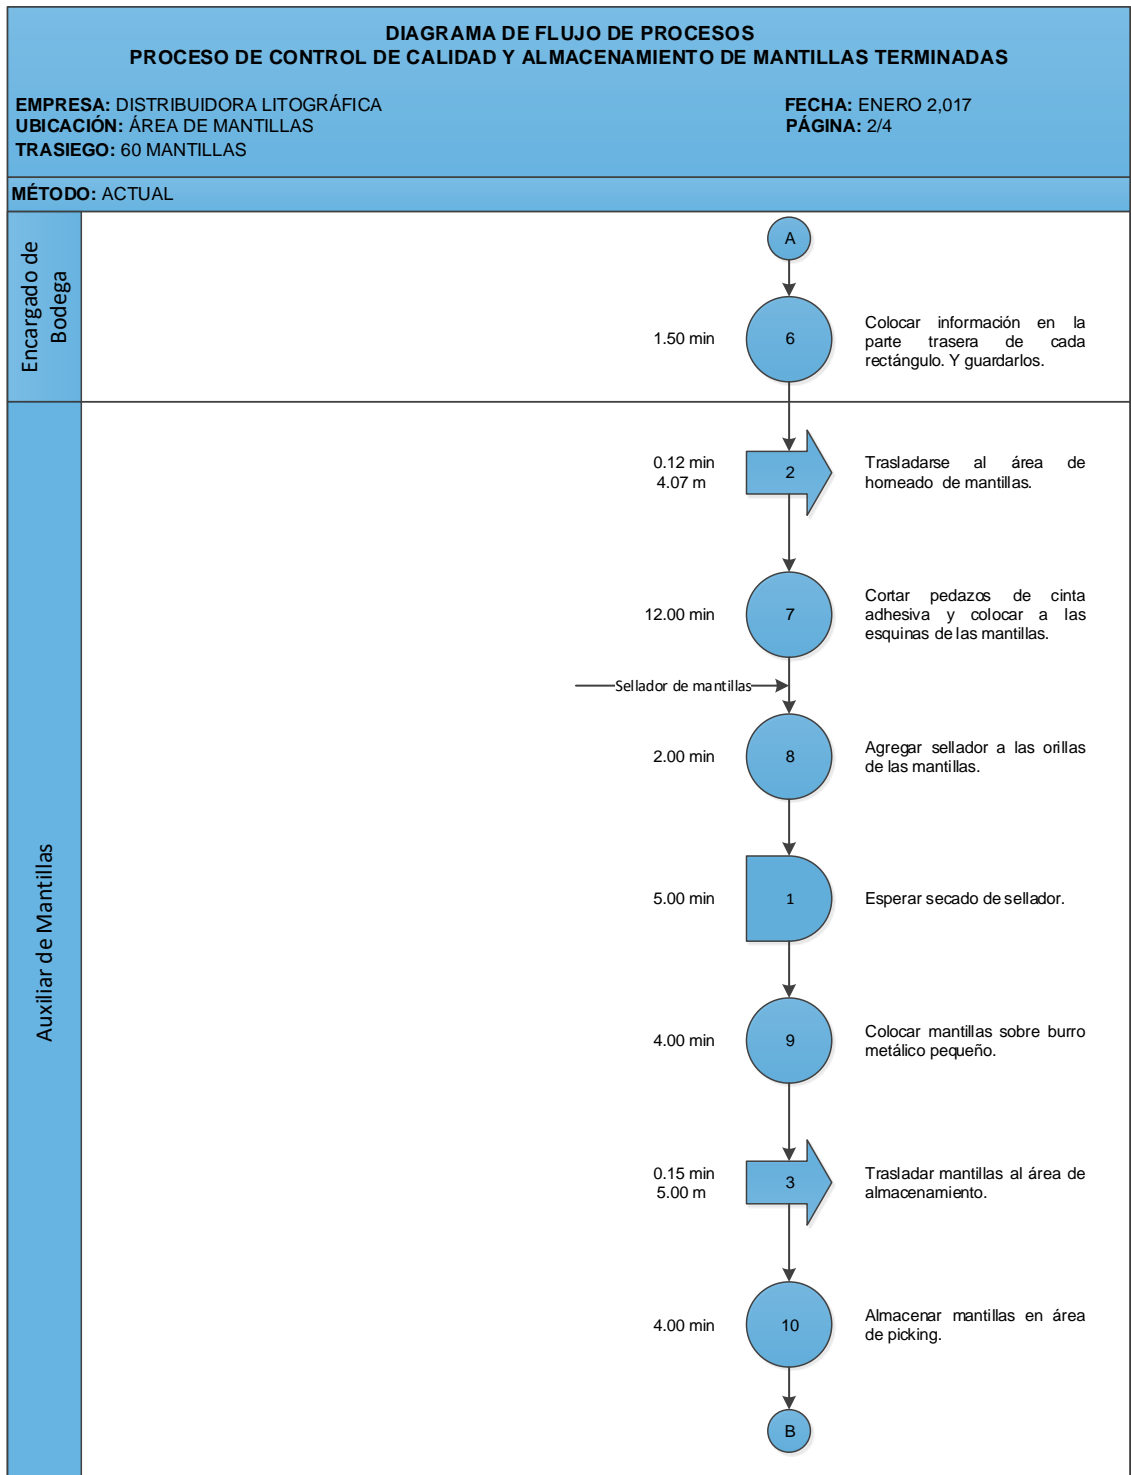 DIAGRAMA DE FLUJO DE PROCESOS
PROCESO DE CONTROL DE CALIDAD Y ALMACENAMIENTO DE MANTILLAS TERMINADAS
EMPRESA: DISTRIBUIDORA LITOGRÁFICA
FECHA: ENERO 2,017
UBICACIÓN: ÁREA DE MANTILLAS
PÁGINA: 2/4
TRASIEGO: 60 MANTILLAS
MÉTODO: ACTUAL
Encargado de
Bodega
A
1.50 min
6
Colocar información en la
parte trasera de cada
rectángulo. Y guardarlos.
Auxiliar de Mantillas
0.12 min
4.07 m
2
Trasladarse al área de
horneado de mantillas.
12.00 min
7
Cortar pedazos de cinta
adhesiva y colocar a las
esquinas de las mantillas.
Sellador de mantillas
2.00 min
8
Agregar sellador a las orillas
de las mantillas.
5.00 min
1
Esperar secado de sellador.
4.00 min
9
Colocar mantillas sobre burro
metálico pequeño.
0.15 min
5.00 m
3
Trasladar mantillas al área de
almacenamiento.
4.00 min
10
Almacenar mantillas en área
de picking.
B